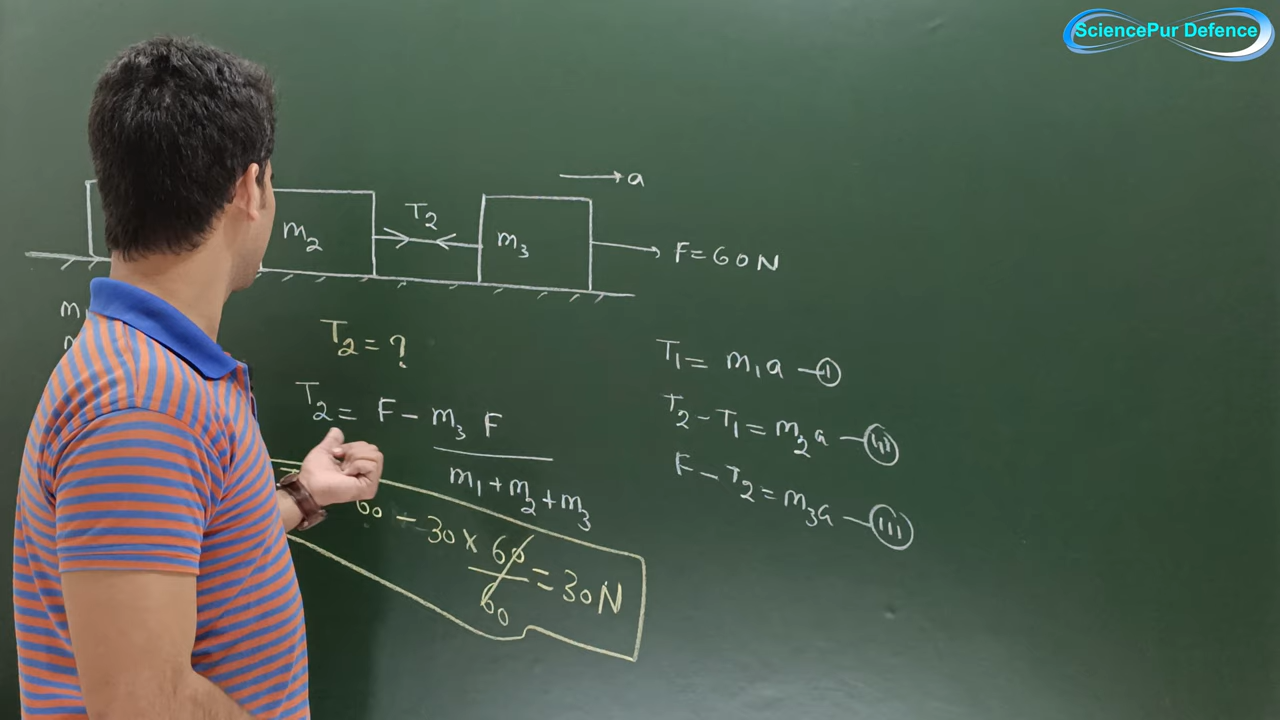 SciencePur Defence
a
T2
m2
m3
F=60N
m
T2=?
T1= m1a —(I)
T2= F- m3 F
m1+m2+m3
T2-T1=m2a —(II)
F-T2=m3a —(III)
60 - 30 × 60
60
=30N